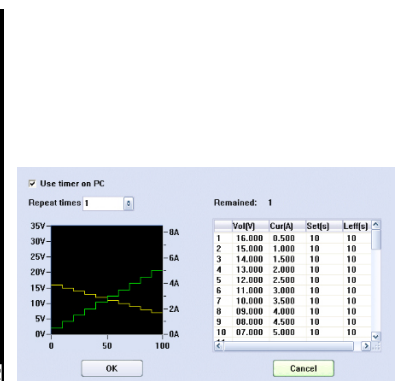 Use timer on PC
Repeat times 1
Remained: 1
35V
30V
25V
20V
15V
10V
5V
0V
8A
6A
4A
2A
0A
0 50 100
Vol(V) Cur(A) Set(s) Left(s)
1 16.000 0.500 10 10
2 15.000 1.000 10 10
3 14.000 1.500 10 10
4 13.000 2.000 10 10
5 12.000 2.500 10 10
6 11.000 3.000 10 10
7 10.000 3.500 10 10
8 09.000 4.000 10 10
9 08.000 4.500 10 10
10 07.000 5.000 10 10
OK
Cancel